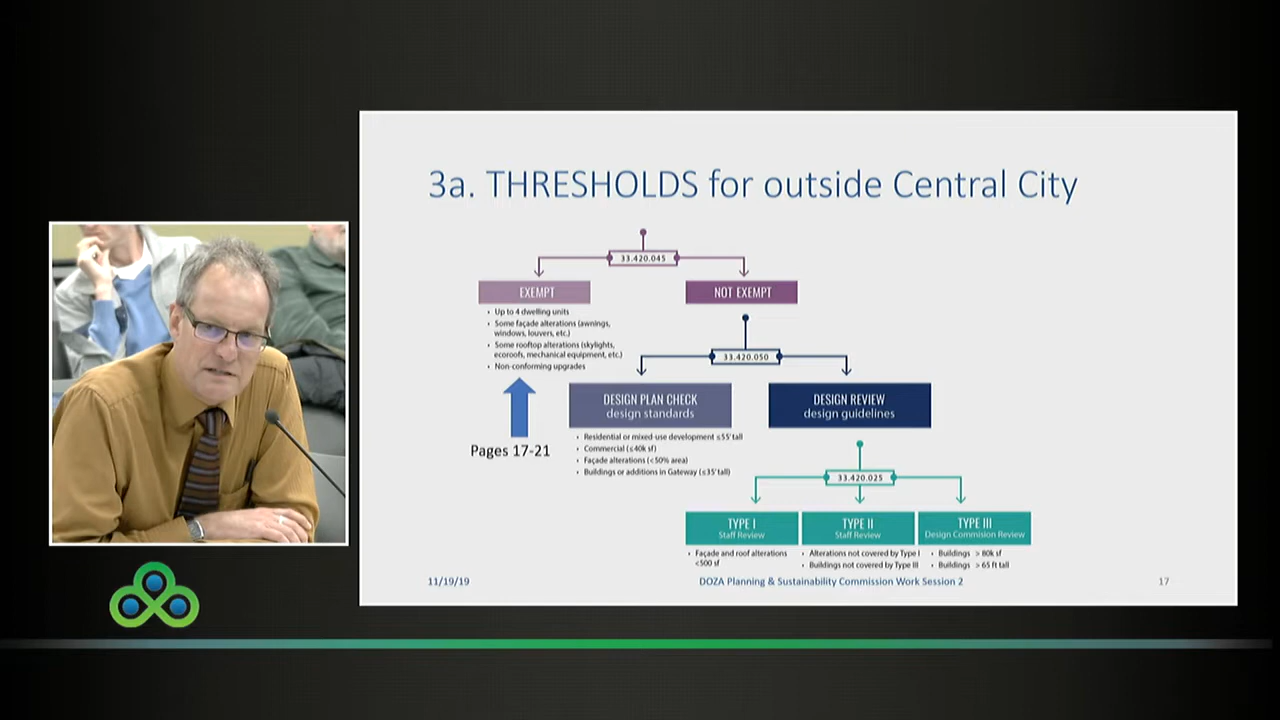 3a. THRESHOLDS for outside Central City
33.420.045
EXEMPT
NOT EXEMPT
• Up to 4 dwelling units
• Some façade alterations (awnings,
windows, louvers, etc.)
• Some rooftop alterations (skylights,
ecoroofs, mechanical equipment, etc.)
• Non-conforming upgrades
33.420.050
Pages 17-21
DESIGN PLAN CHECK
design standards
DESIGN REVIEW
design guidelines
• Residential or mixed-use development ≤55' tall
• Commercial (≤40k sf)
• Façade alterations (<50% area)
• Buildings or additions in Gateway (≤35' tall)
33.420.025
TYPE I
Staff Review
TYPE II
Staff Review
TYPE III
Design Commision Review
• Façade and roof alterations
<500 sf
• Alterations not covered by Type I
• Buildings not covered by Type III
• Buildings > 80k sf
• Buildings > 65 ft tall
11/19/19
DOZA Planning & Sustainability Commission Work Session 2
17